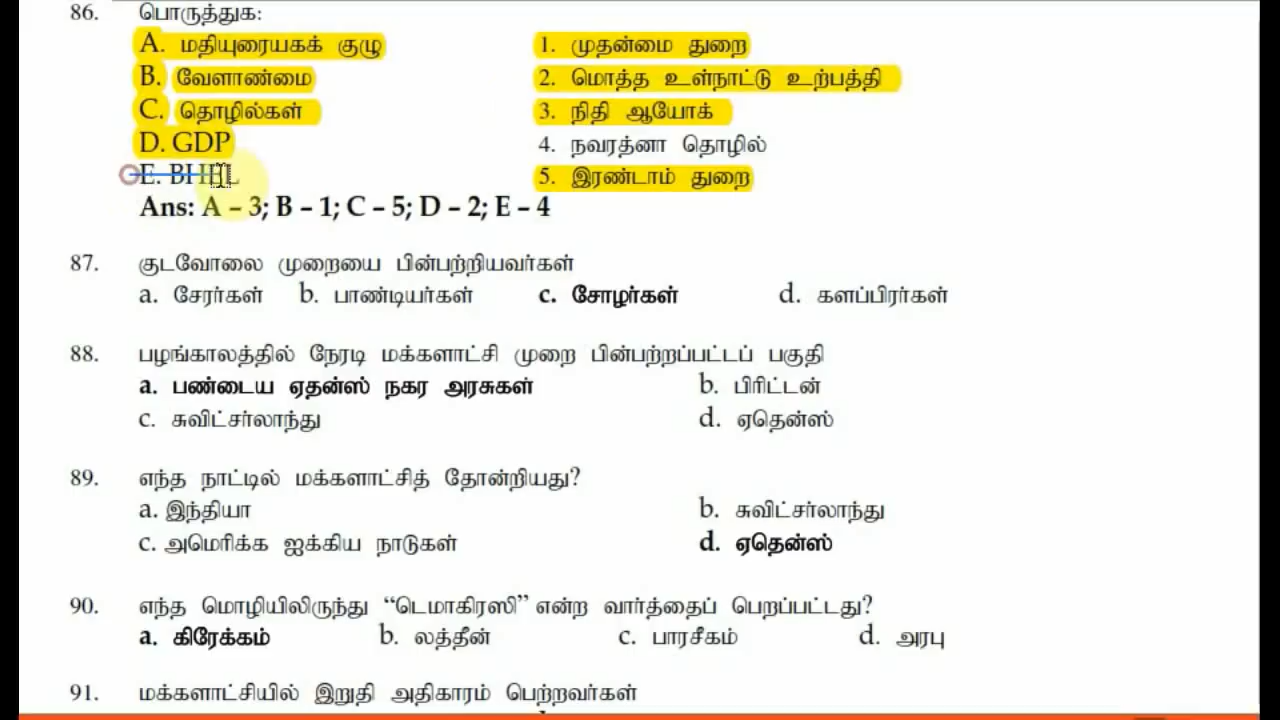 86. பொருத்துக:
A. மதியுரையகக் குழு 1. முதன்மை துறை
B. வேளாண்மை 2. மொத்த உள்நாட்டு உற்பத்தி
C. தொழில்கள் 3. நிதி ஆயோக்
D. GDP 4. நவரத்னா தொழில்
E. BHEL 5. இரண்டாம் துறை
Ans: A – 3; B – 1; C – 5; D – 2; E – 4
87. குடவோலை முறையை பின்பற்றியவர்கள்
a. சேரர்கள் b. பாண்டியர்கள் c. சோழர்கள் d. களப்பிரர்கள்
88. பழங்காலத்தில் நேரடி மக்களாட்சி முறை பின்பற்றப்பட்டப் பகுதி
a. பண்டைய ஏதன்ஸ் நகர அரசுகள் b. பிரிட்டன்
c. சுவிட்சர்லாந்து d. ஏதென்ஸ்
89. எந்த நாட்டில் மக்களாட்சித் தோன்றியது?
a. இந்தியா b. சுவிட்சர்லாந்து
c. அமெரிக்க ஐக்கிய நாடுகள் d. ஏதென்ஸ்
90. எந்த மொழியிலிருந்து “டெமாகிரஸி” என்ற வார்த்தைப் பெறப்பட்டது?
a. கிரேக்கம் b. லத்தீன் c. பாரசீகம் d. அரபு
91. மக்களாட்சியில் இறுதி அதிகாரம் பெற்றவர்கள்